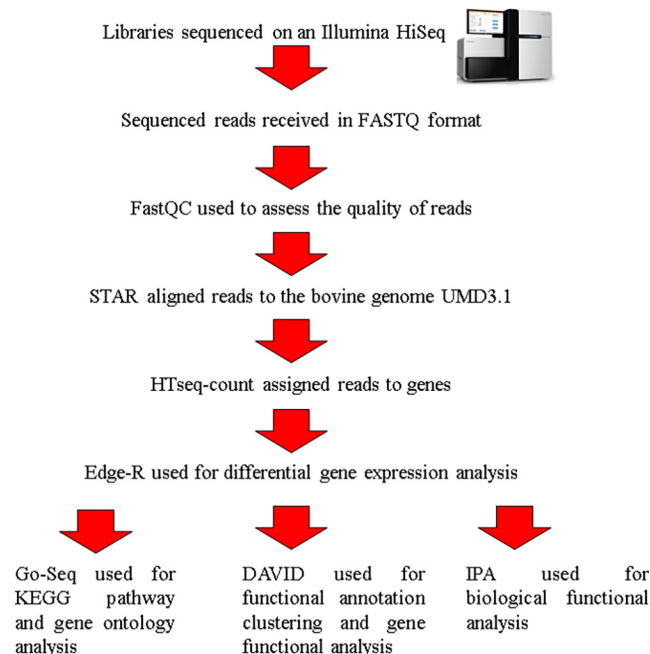 Libraries sequenced on an Illumina HiSeq
Sequenced reads received in FASTQ format
FastQC used to assess the quality of reads
STAR aligned reads to the bovine genome UMD3.1
HTseq-count assigned reads to genes
Edge-R used for differential gene expression analysis
Go-Seq used for
KEGG pathway
and gene ontology
analysis
DAVID used for
functional annotation
clustering and gene
functional analysis
IPA used for
biological functional
analysis